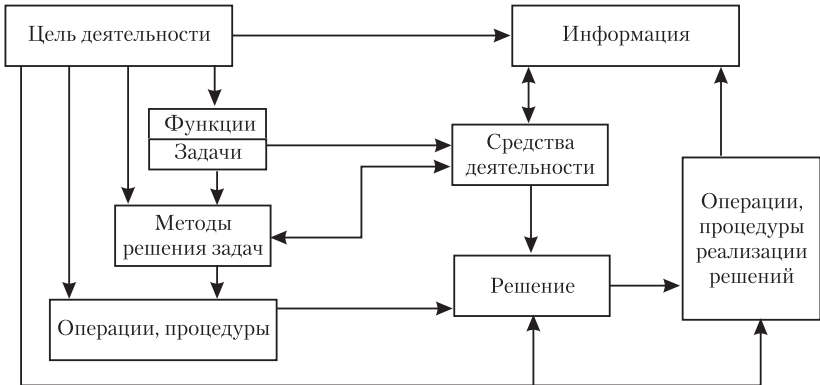 Цель деятельности
Информация
Функции
Задачи
Средства
деятельности
Методы
решения задач
Операции,
процедуры
реализации
решений
Решение
Операции, процедуры